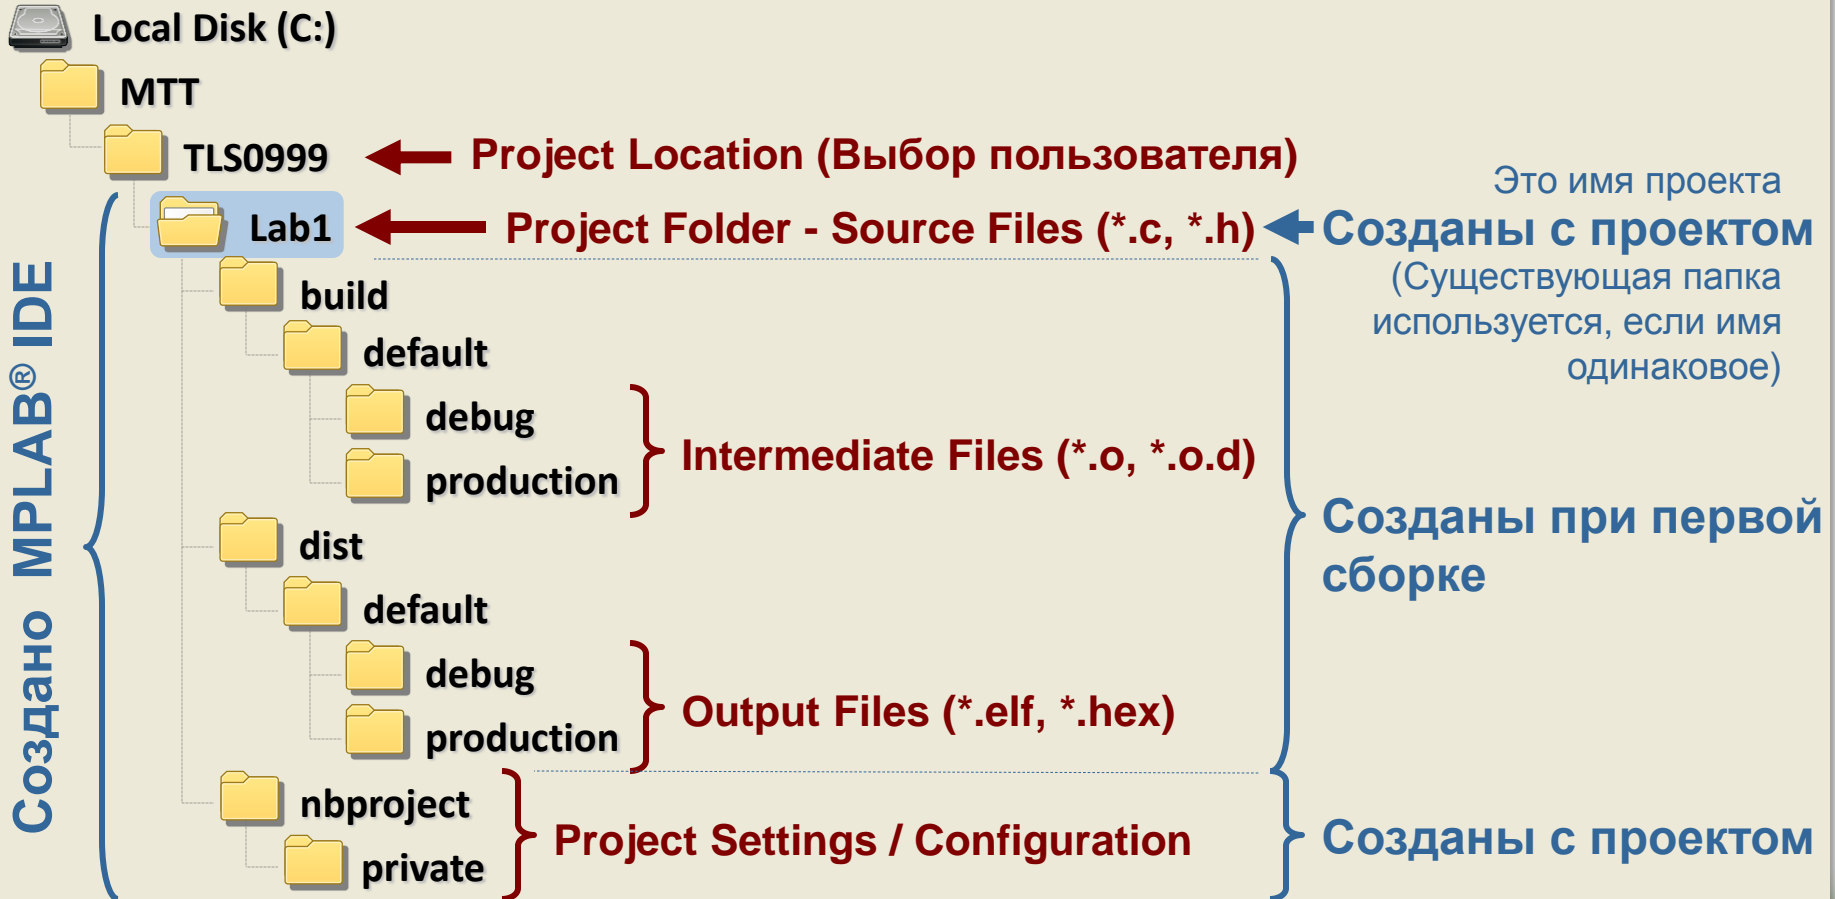 Local Disk (C:)
MTT
TLS0999
Project Location (Выбор пользователя)
Lab1
Project Folder - Source Files (*.c, *.h)
Это имя проекта
Созданы с проектом
(Существующая папка
используется, если имя
одинаковое)
build
default
debug
production
Intermediate Files (*.o, *.o.d)
dist
default
debug
production
Output Files (*.elf, *.hex)
Созданы при первой
сборке
nbproject
private
Project Settings / Configuration
Созданы с проектом
Создано MPLAB® IDE